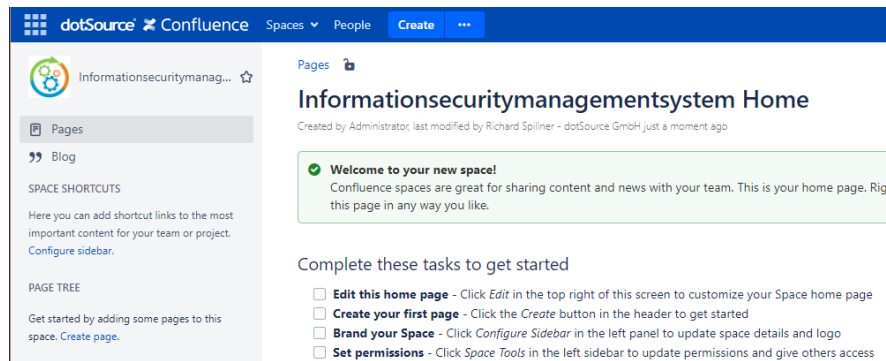 dotSource Confluence Spaces People Create ...
Informationsecuritymanag...
Pages
Blog
SPACE SHORTCUTS
Here you can add shortcut links to the most
important content for your team or project.
Configure sidebar.
PAGE TREE
Get started by adding some pages to this
space. Create page.
Pages
Informationsecuritymanagementsystem Home
Created by Administrator, last modified by Richard Spillner - dotSource GmbH just a moment ago
Welcome to your new space!
Confluence spaces are great for sharing content and news with your team. This is your home page. Rig
this page in any way you like.
Complete these tasks to get started
Edit this home page - Click Edit in the top right of this screen to customize your Space home page
Create your first page - Click the Create button in the header to get started
Brand your Space - Click Configure Sidebar in the left panel to update space details and logo
Set permissions - Click Space Tools in the left sidebar to update permissions and give others access